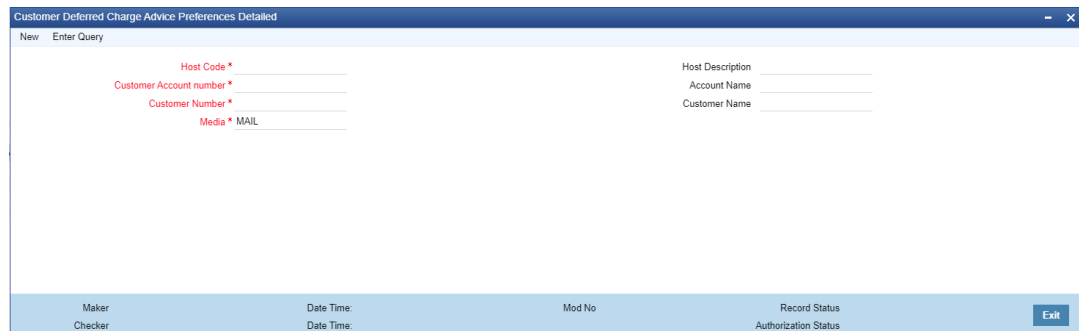 Customer Deferred Charge Advice Preferences Detailed
New Enter Query
Host Code * Host Description
Customer Account number * Account Name
Customer Number * Customer Name
Media * MAIL
Maker Date Time: Mod No Record Status
Checker Date Time: Authorization Status
Exit